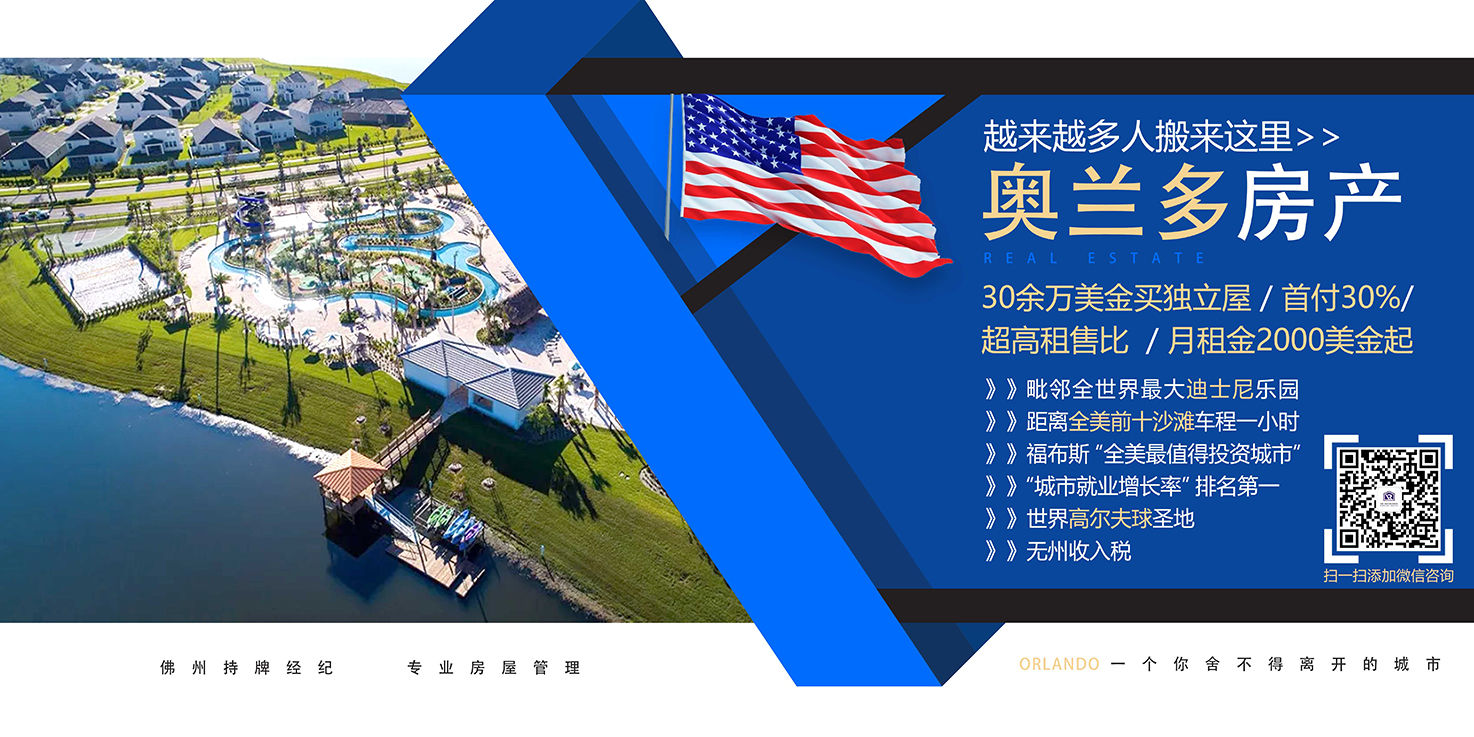 越来越多人搬来这里>>
奥兰多房产
REAL ESTATE
30余万美金买独立屋 / 首付30%/
超高租售比 / 月租金2000美金起
》》毗邻全世界最大迪士尼乐园
》》距离全美前十沙滩车程一小时
》》福布斯“全美最值得投资城市”
》》“城市就业增长率”排名第一
》》世界高尔夫球圣地
》》无州收入税
扫一扫添加微信咨询
佛州持牌经纪 专业房屋管理
ORLANDO 一个你舍不得离开的城市